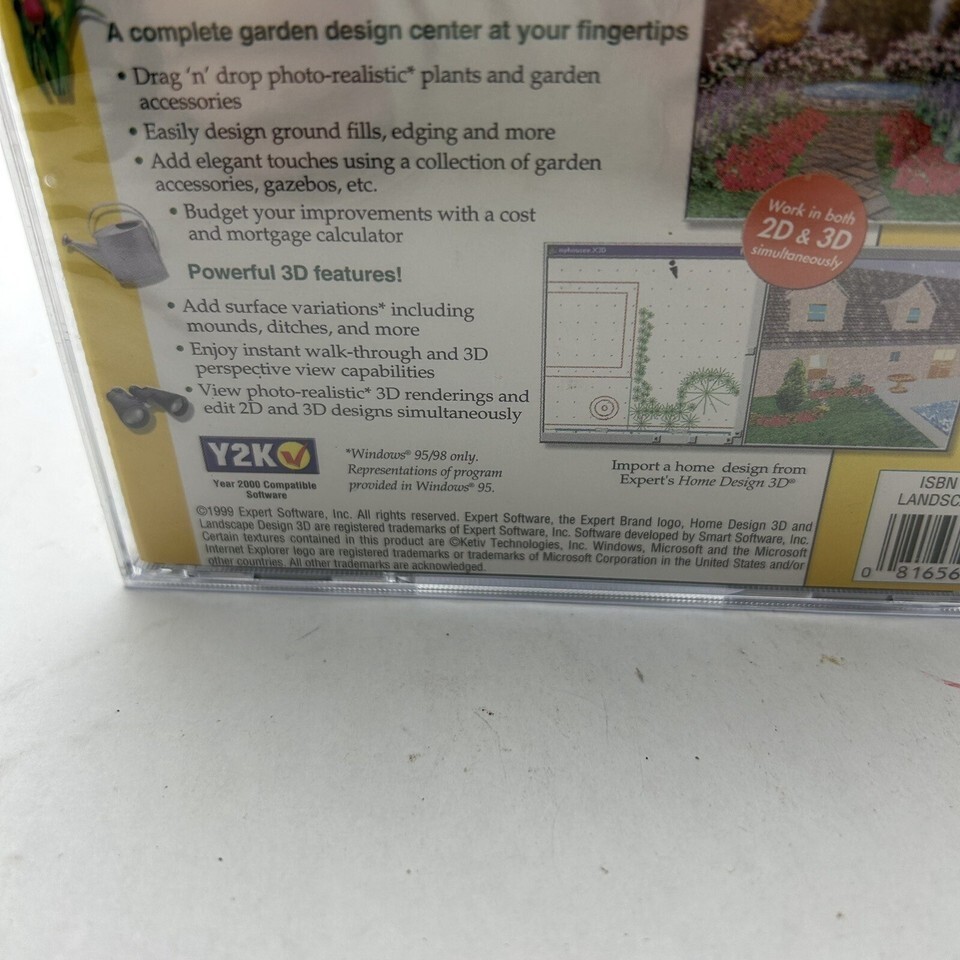 A complete garden design center at your fingertips
• Drag 'n' drop photo-realistic* plants and garden
accessories
• Easily design ground fills, edging and more
• Add elegant touches using a collection of garden
accessories, gazebos, etc.
• Budget your improvements with a cost
and mortgage calculator
Powerful 3D features!
• Add surface variations* including
mounds, ditches, and more
• Enjoy instant walk-through and 3D
perspective view capabilities
• View photo-realistic* 3D renderings and
edit 2D and 3D designs simultaneously
Work in both
2D & 3D
simultaneously
Y2K
Year 2000 Compatible
Software
*Windows® 95/98 only.
Representations of program
provided in Windows® 95.
Import a home design from
Expert's Home Design 3D®
©1999 Expert Software, Inc. All rights reserved. Expert Software, the Expert Brand logo, Home Design 3D and
Landscape Design 3D are registered trademarks of Expert Software, Inc. Software developed by Smart Software, Inc.
Certain textures contained in this product are ©Ketiv Technologies, Inc. Windows, Microsoft and the Microsoft
Internet Explorer logo are registered trademarks or trademarks of Microsoft Corporation in the United States and/or
other countries. All other trademarks are acknowledged.
ISBN
LANDSC
0 81656